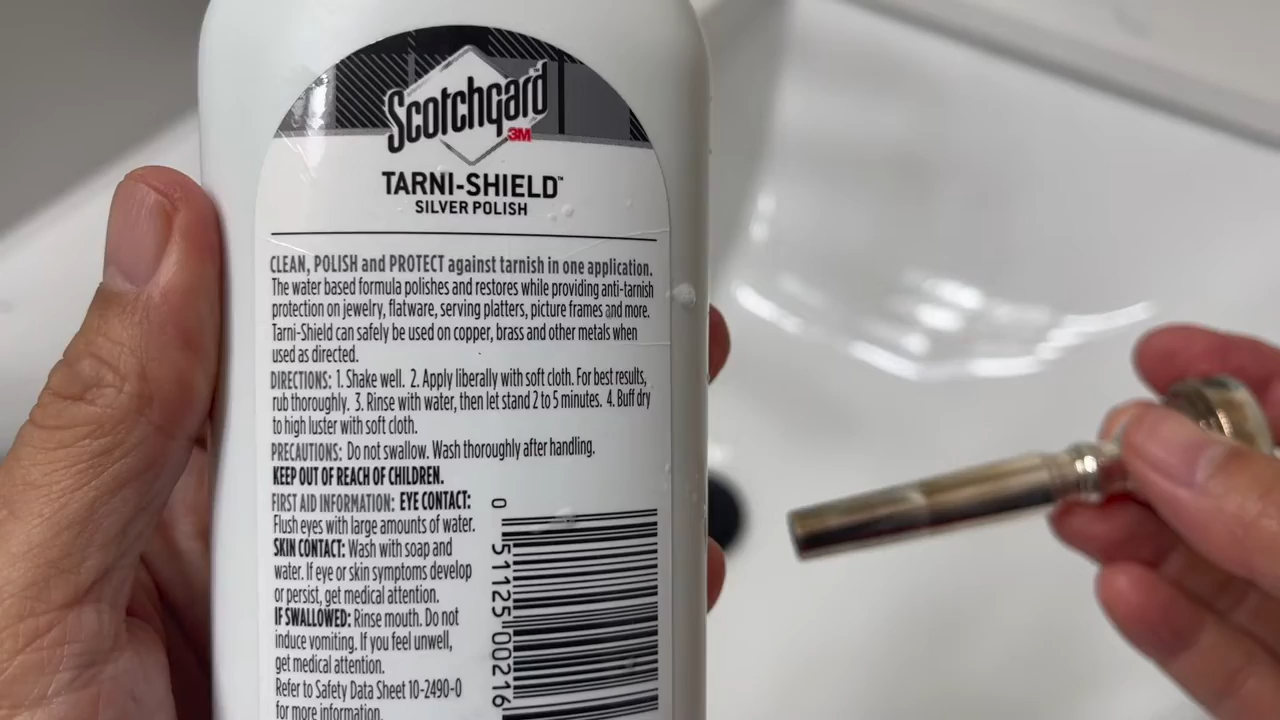 Scotchgard™
3M
TARNI-SHIELD™
SILVER POLISH
CLEAN, POLISH and PROTECT against tarnish in one application.
The water based formula polishes and restores while providing anti-tarnish
protection on jewelry, flatware, serving platters, picture frames and more.
Tarni-Shield can safely be used on copper, brass and other metals when
used as directed.
DIRECTIONS: 1. Shake well. 2. Apply liberally with soft cloth. For best results,
rub thoroughly. 3. Rinse with water, then let stand 2 to 5 minutes. 4. Buff dry
to high luster with soft cloth.
PRECAUTIONS: Do not swallow. Wash thoroughly after handling.
KEEP OUT OF REACH OF CHILDREN.
FIRST AID INFORMATION: EYE CONTACT:
Flush eyes with large amounts of water.
SKIN CONTACT: Wash with soap and
water. If eye or skin symptoms develop
or persist, get medical attention.
IF SWALLOWED: Rinse mouth. Do not
induce vomiting. If you feel unwell,
get medical attention.
Refer to Safety Data Sheet 10-2490-0
for more information.
0 51125 00216